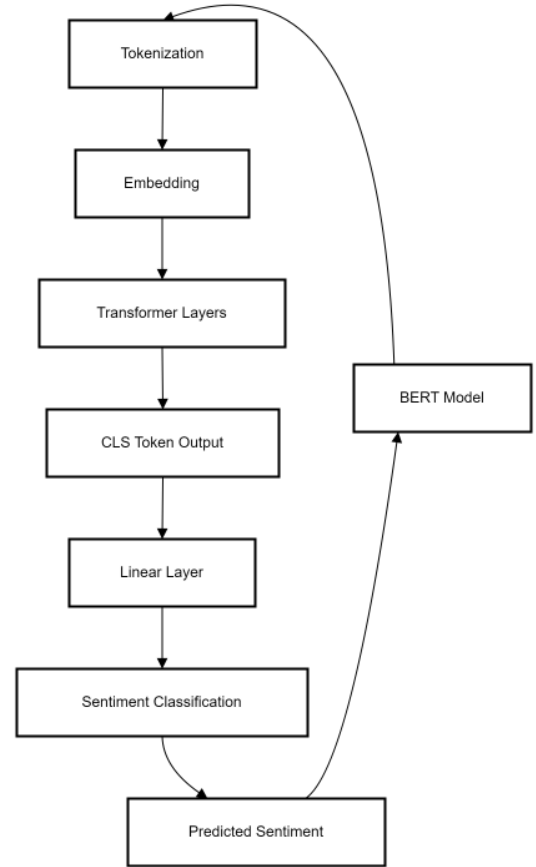 Tokenization
Embedding
Transformer Layers
BERT Model
CLS Token Output
Linear Layer
Sentiment Classification
Predicted Sentiment